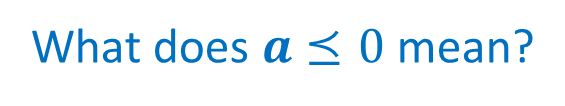 What does 𝒂 ⪯ 0 mean?